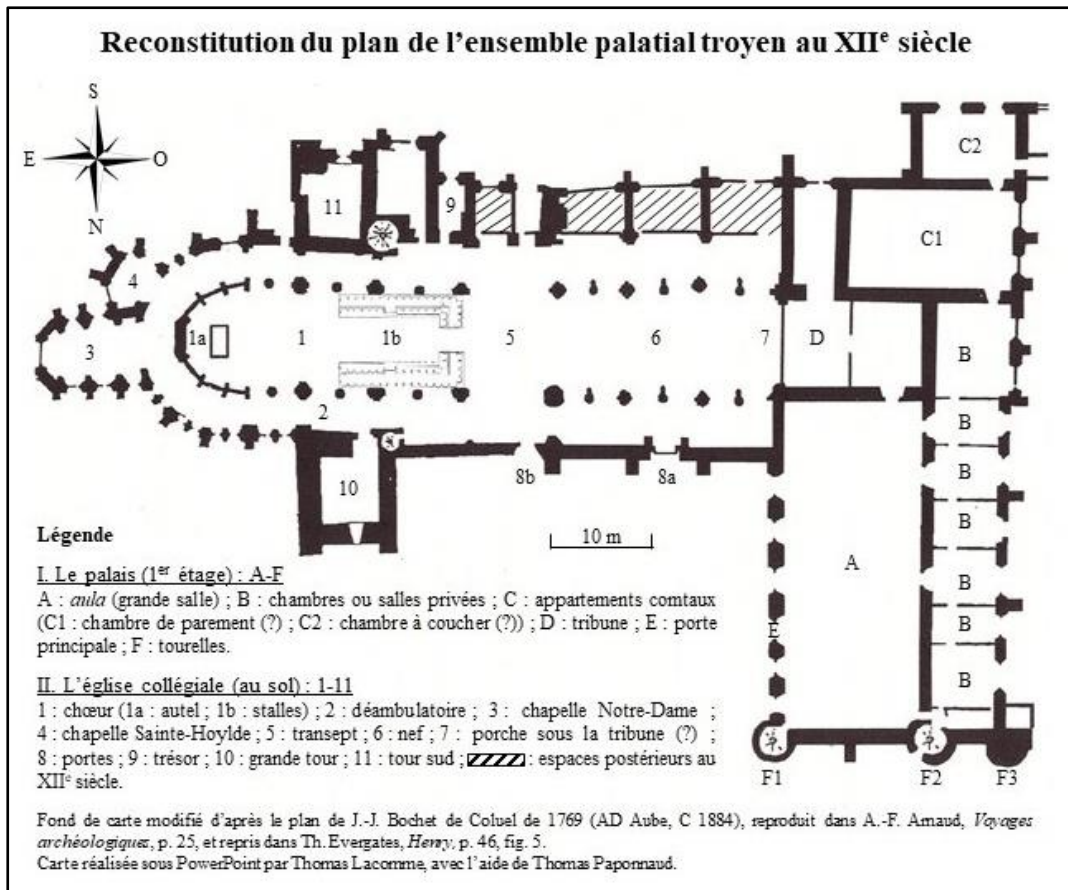 Reconstitution du plan de l'ensemble palatial troyen au XIIe siècle
S
E
O
N
C2
11
9
C1
4
3
1a
1
1b
5
6
7
D
B
2
B
8b
8a
B
10
10 m
B
A
B
E
B
B
F1
F2
F3
Légende
I. Le palais (1er étage) : A-F
A : aula (grande salle) ; B : chambres ou salles privées ; C : appartements comtaux
(C1 : chambre de parement (?) ; C2 : chambre à coucher (?)) ; D : tribune ; E : porte
principale ; F : tourelles.
II. L'église collégiale (au sol) : 1-11
1 : chœur (1a : autel ; 1b : stalles) ; 2 : déambulatoire ; 3 : chapelle Notre-Dame ;
4 : chapelle Sainte-Hoylde ; 5 : transept ; 6 : nef ; 7 : porche sous la tribune (?) ;
8 : portes ; 9 : trésor ; 10 : grande tour ; 11 : tour sud ; : espaces postérieurs au
XIIe siècle.
Fond de carte modifié d'après le plan de J.-J. Bochet de Coluel de 1769 (AD Aube, C 1884), reproduit dans A.-F. Arnaud, Voyages
archéologiques, p. 25, et repris dans Th. Evergates, Henry, p. 46, fig. 5.
Carte réalisée sous PowerPoint par Thomas Lacomme, avec l'aide de Thomas Paponnaud.